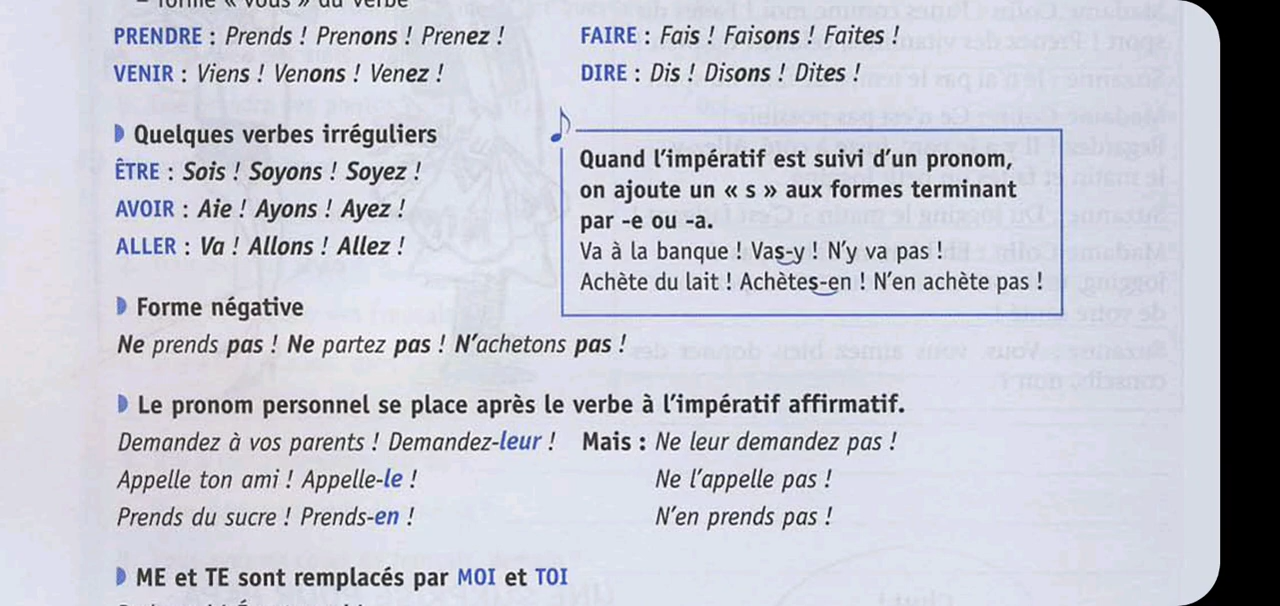 – forme « vous » du verbe
PRENDRE : Prends ! Prenons ! Prenez !
VENIR : Viens ! Venons ! Venez !
FAIRE : Fais ! Faisons ! Faites !
DIRE : Dis ! Disons ! Dites !
Quelques verbes irréguliers
ÊTRE : Sois ! Soyons ! Soyez !
AVOIR : Aie ! Ayons ! Ayez !
ALLER : Va ! Allons ! Allez !
Quand l'impératif est suivi d'un pronom,
on ajoute un « s » aux formes terminant
par -e ou -a.
Va à la banque ! Vas-y ! N'y va pas !
Achète du lait ! Achètes-en ! N'en achète pas !
Forme négative
Ne prends pas ! Ne partez pas ! N'achetons pas !
Le pronom personnel se place après le verbe à l'impératif affirmatif.
Demandez à vos parents ! Demandez-leur ! Mais : Ne leur demandez pas !
Appelle ton ami ! Appelle-le ! Ne l'appelle pas !
Prends du sucre ! Prends-en ! N'en prends pas !
ME et TE sont remplacés par MOI et TOI